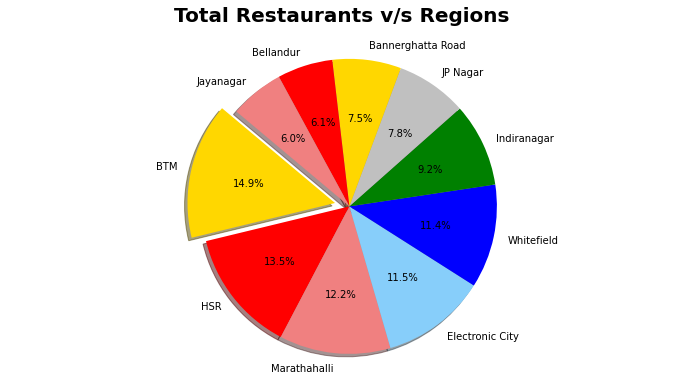 Total Restaurants v/s Regions
Bannerghatta Road
Bellandur
JP Nagar
Jayanagar
7.5%
6.1%
7.8%
6.0%
Indiranagar
BTM
9.2%
14.9%
11.4%
Whitefield
13.5%
11.5%
12.2%
HSR
Electronic City
Marathahalli